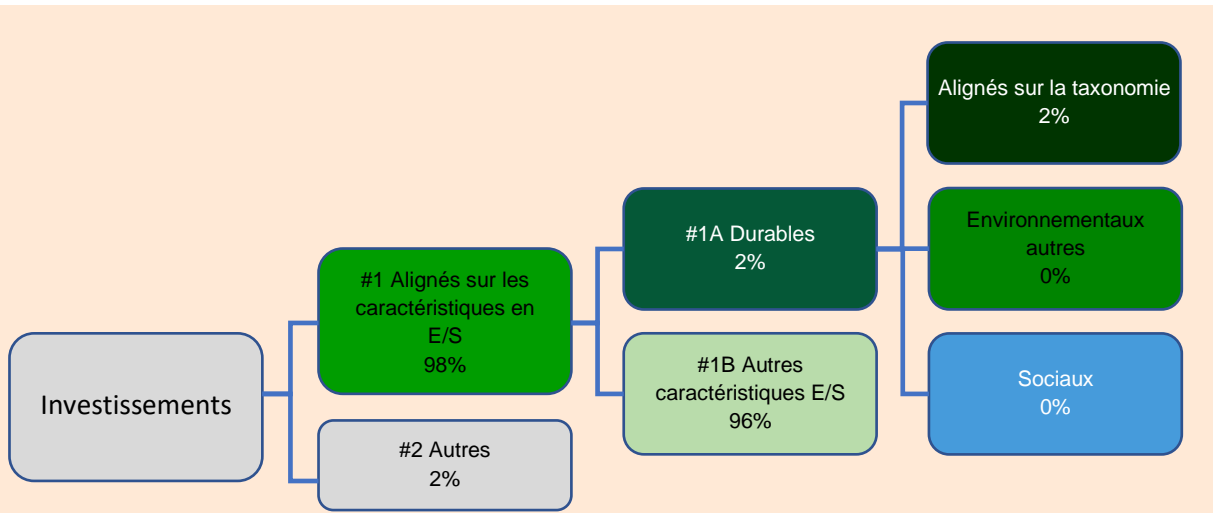 Investissements
#1 Alignés sur les
caractéristiques en
E/S
98%
#2 Autres
2%
#1A Durables
2%
#1B Autres
caractéristiques E/S
96%
Alignés sur la taxonomie
2%
Environnementaux
autres
0%
Sociaux
0%